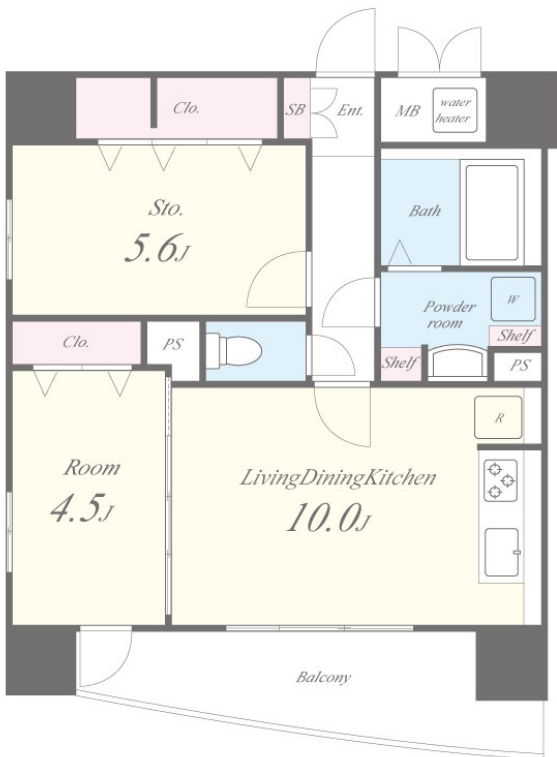 Clo.
SB
Ent.
MB
water
heater
Sto.
5.6J
Bath
Powder
room
W
Shelf
Shelf
PS
Clo.
PS
Room
4.5J
LivingDiningKitchen
10.0J
R
Balcony